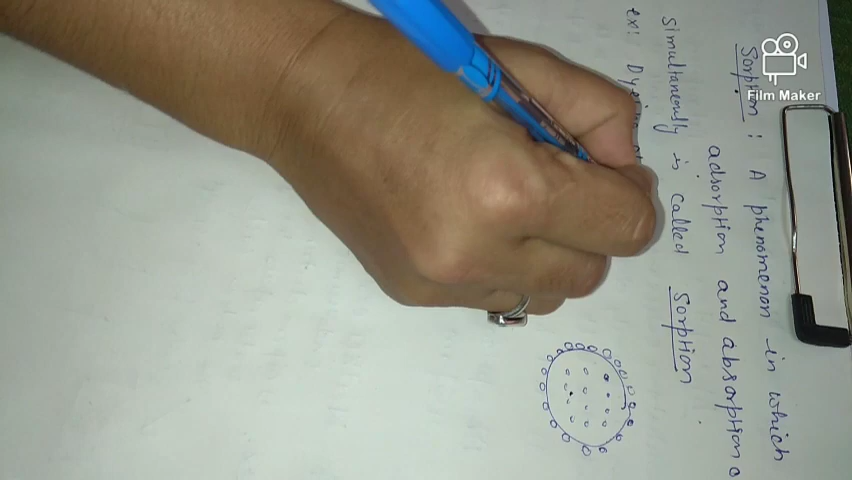 Film Maker
Sorption : A phenomenon in which
adsorption and absorption
simultaneously is called Sorption
ex: